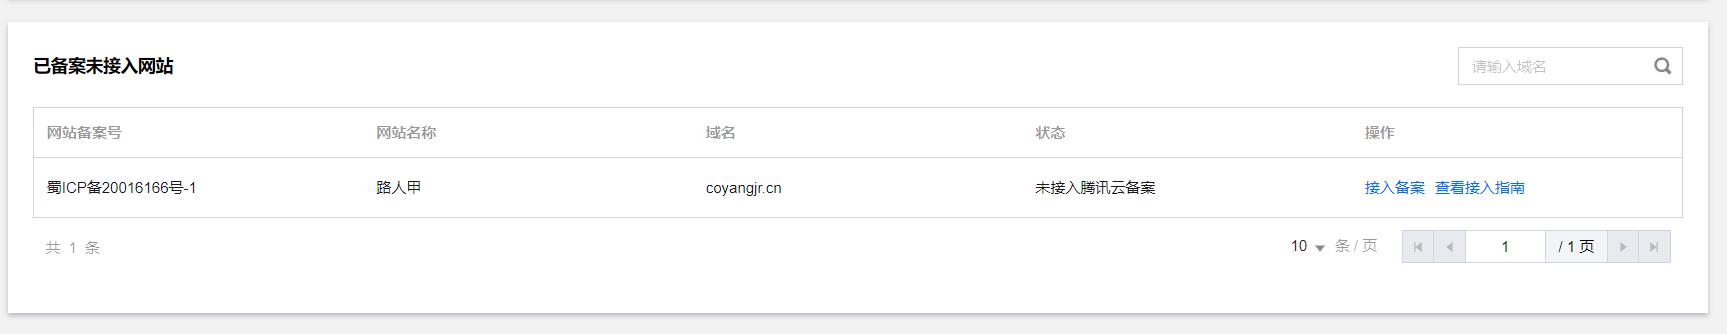 已备案未接入网站
请输入域名
网站备案号 网站名称 域名 状态 操作
蜀ICP备20016166号-1 路人甲 coyangjr.cn 未接入腾讯云备案 接入备案 查看接入指南
共 1 条 10 条 / 页 1 / 1 页